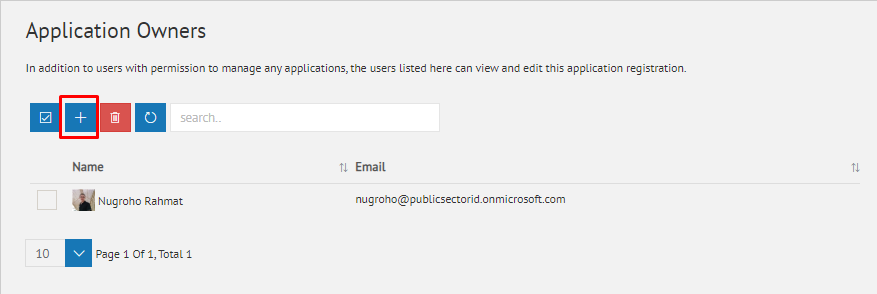 Application Owners
In addition to users with permission to manage any applications, the users listed here can view and edit this application registration.
search..
Name Email
Nugroho Rahmat nugroho@publicsectorid.onmicrosoft.com
10 Page 1 Of 1, Total 1